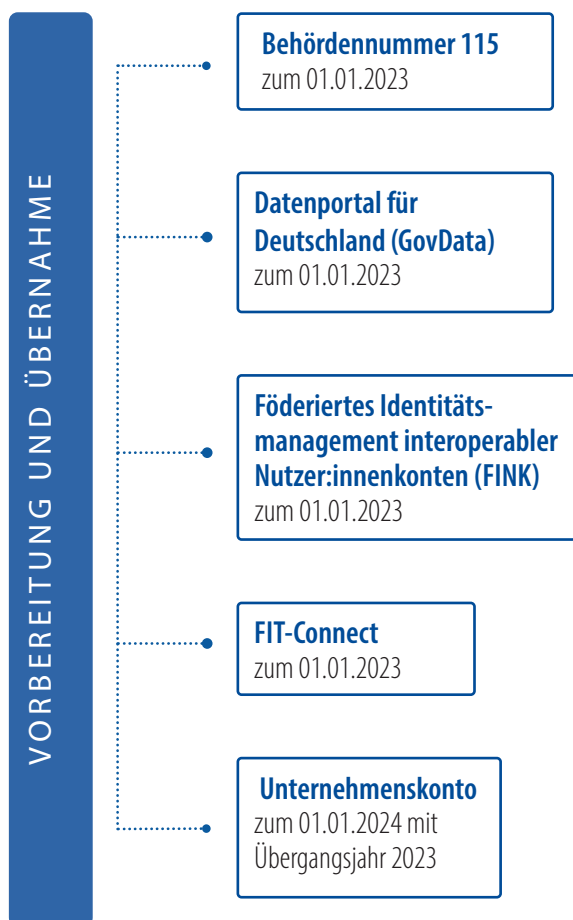 VORBEREITUNG UND ÜBERNAHME
Behördennummer 115
zum 01.01.2023
Datenportal für
Deutschland (GovData)
zum 01.01.2023
Föderiertes Identitäts-
management interoperabler
Nutzer:innenkonten (FINK)
zum 01.01.2023
FIT-Connect
zum 01.01.2023
Unternehmenskonto
zum 01.01.2024 mit
Übergangsjahr 2023